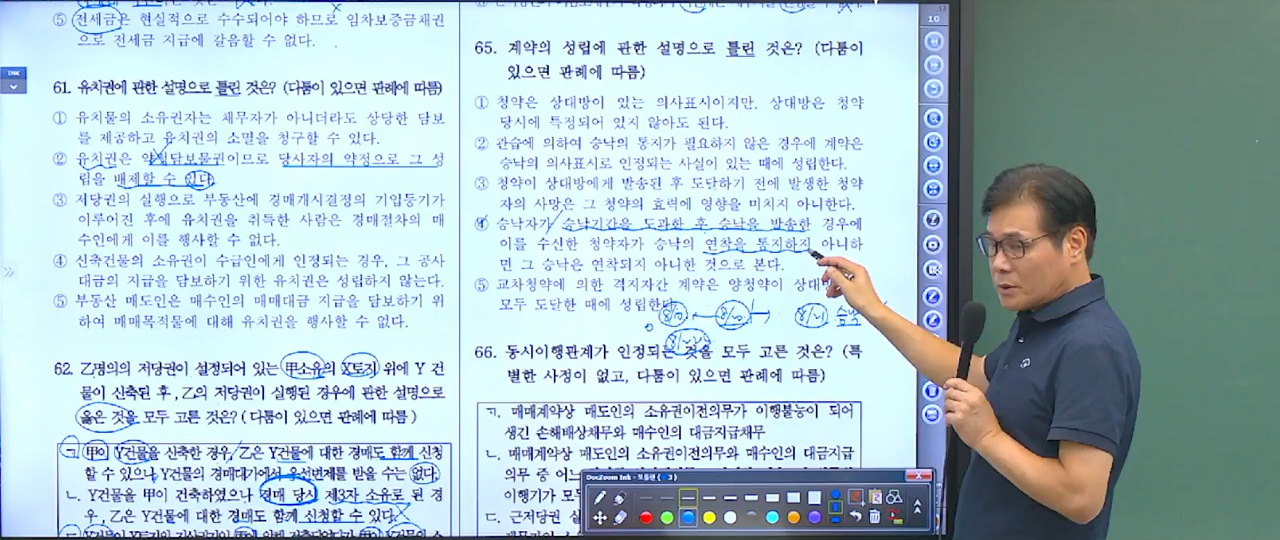 ⑤ 전세금은 현실적으로 수수되어야 하므로 임차보증금채권
으로 전세금 지급에 갈음할 수 없다.
61. 유치권에 관한 설명으로 틀린 것은? (다툼이 있으면 판례에 따름)
① 유치물의 소유권자는 채무자가 아니더라도 상당한 담보
를 제공하고 유치권의 소멸을 청구할 수 있다.
② 유치권은 담보물권이므로 당사자의 약정으로 그 성
립을 배제할 수 있다.
③ 저당권의 실행으로 부동산에 경매개시결정의 기입등기가
이루어진 후에 유치권을 취득한 사람은 경매절차의 매
수인에게 이를 행사할 수 없다.
④ 신축건물의 소유권이 수급인에게 인정되는 경우, 그 공사
대금의 지급을 담보하기 위한 유치권은 성립하지 않는다.
⑤ 부동산 매도인은 매수인의 매매대금 지급을 담보하기 위
하여 매매목적물에 대해 유치권을 행사할 수 없다.
62. 乙명의의 저당권이 설정되어 있는 甲소유의 X토지 위에 Y건
물이 신축된 후, 乙의 저당권이 실행된 경우에 관한 설명으로
옳은 것을 모두 고른 것은? (다툼이 있으면 판례에 따름)
ㄱ. 甲이 Y건물을 신축한 경우, 乙은 Y건물에 대한 경매도 함께 신청
할 수 있으나 Y건물의 경매대가에서 우선변제를 받을 수는 없다.
ㄴ. Y건물을 甲이 건축하였으나 경매 당시 제3자 소유로 된 경
우, 乙은 Y건물에 대한 경매도 함께 신청할 수 있다.
65. 계약의 성립에 관한 설명으로 틀린 것은? (다툼이
있으면 판례에 따름)
① 청약은 상대방이 있는 의사표시이지만, 상대방은 청약
당시에 특정되어 있지 않아도 된다.
② 관습에 의하여 승낙의 통지가 필요하지 않은 경우에 계약은
승낙의 의사표시로 인정되는 사실이 있는 때에 성립한다.
③ 청약이 상대방에게 발송된 후 도달하기 전에 발생한 청약
자의 사망은 그 청약의 효력에 영향을 미치지 아니한다.
④ 승낙자가 승낙기간을 도과한 후 승낙을 발송한 경우에
이를 수신한 청약자가 승낙의 연착을 통지하지 아니하
면 그 승낙은 연착되지 아니한 것으로 본다.
⑤ 교차청약에 의한 격지자간 계약은 양청약이 상대
모두 도달한 때에 성립한다.
8/21 승낙
66. 동시이행관계가 인정되는 것을 모두 고른 것은? (특
별한 사정이 없고, 다툼이 있으면 판례에 따름)
ㄱ. 매매계약상 매도인의 소유권이전의무가 이행불능이 되어
생긴 손해배상채무와 매수인의 대금지급채무
ㄴ. 매매계약상 매도인의 소유권이전의무와 매수인의 대금지급
의무 중
이행기가
ㄷ. 근저당권
DocZoom Ink
INK
16